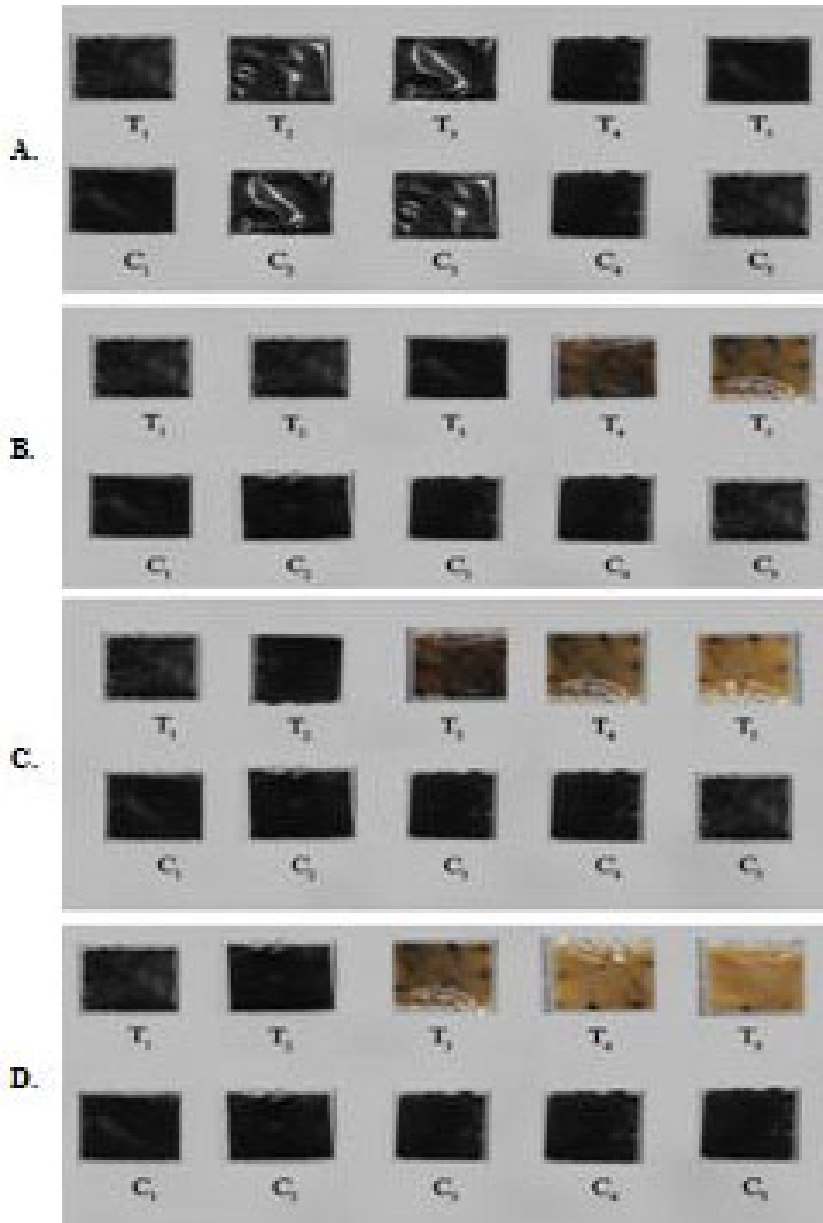 A.
T₁ T₂ T₃ T₄ T₅
C₁ C₂ C₃ C₄ C₅
B.
T₁ T₂ T₃ T₄ T₅
C₁ C₂ C₃ C₄ C₅
C.
T₁ T₂ T₃ T₄ T₅
C₁ C₂ C₃ C₄ C₅
D.
T₁ T₂ T₃ T₄ T₅
C₁ C₂ C₃ C₄ C₅